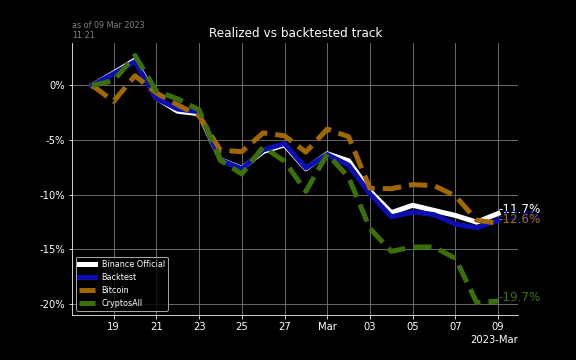 as of 09 Mar 2023
11:21
Realized vs backtested track
0%
-5%
-10%
-15%
-20%
-11.7%
-12.6%
-19.7%
Binance Official
Backtest
Bitcoin
CryptosAll
19 21 23 25 27 Mar 03 05 07 09
2023-Mar